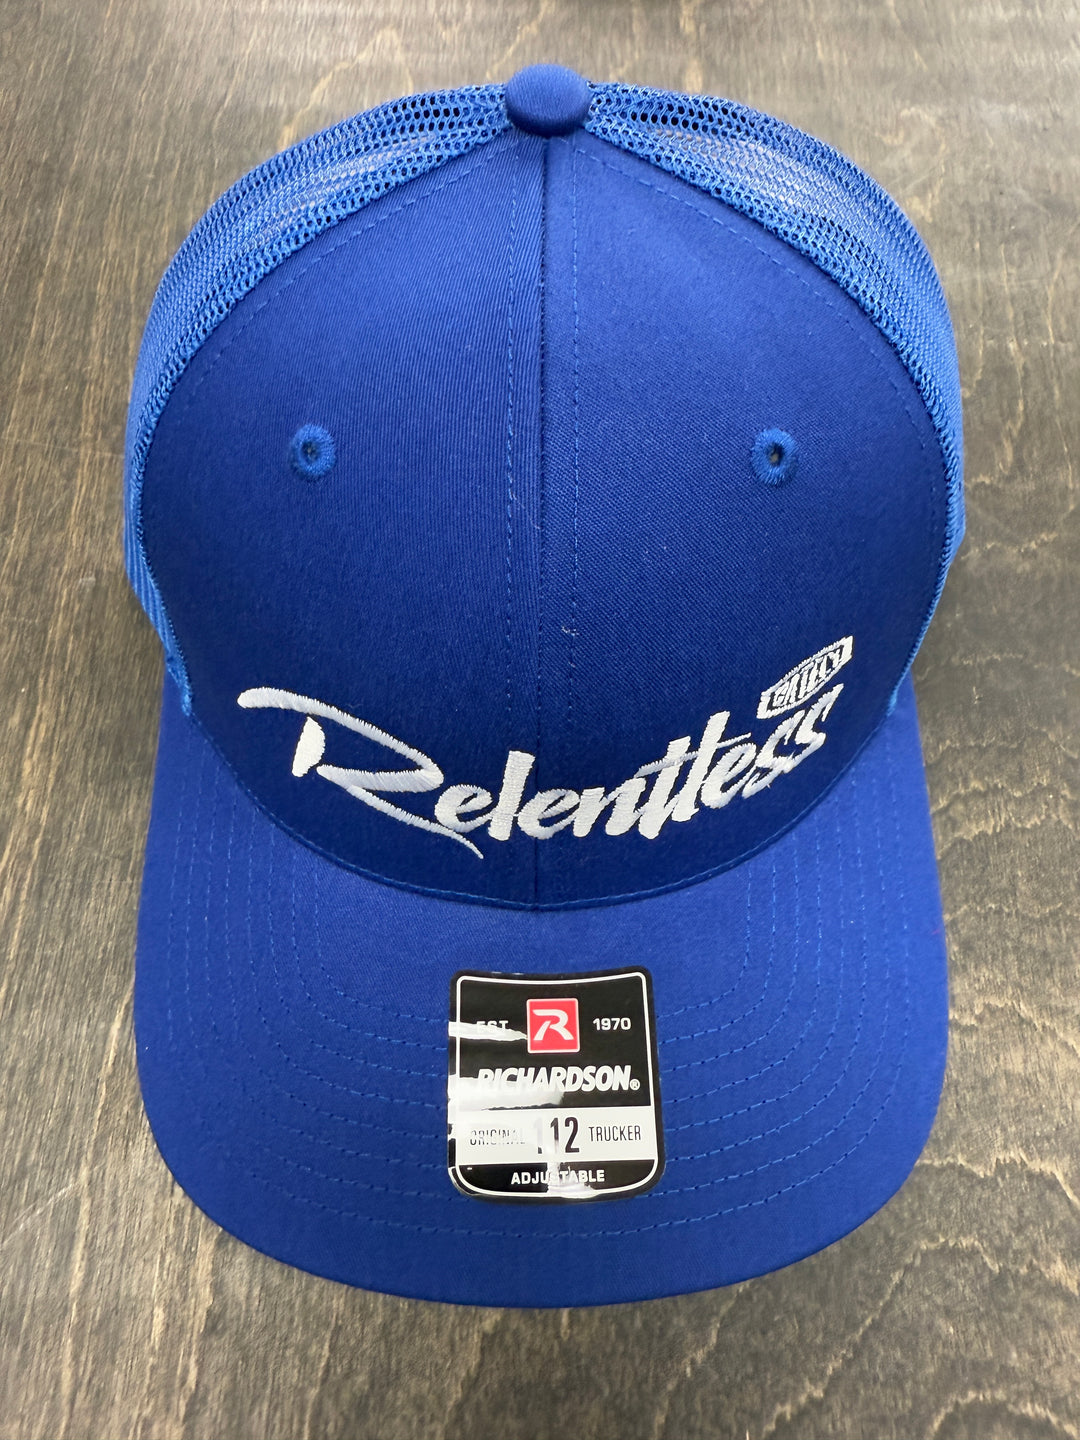 Relentless
EST. 1970
RICHARDSON®
ORIGINAL 112 TRUCKER
ADJUSTABLE